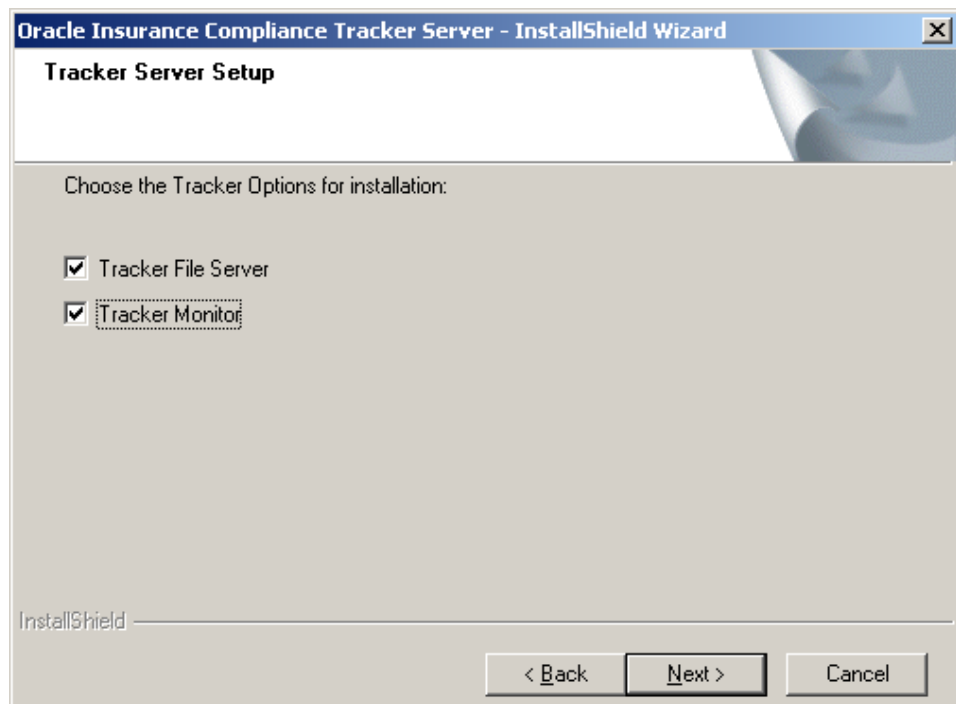 Oracle Insurance Compliance Tracker Server - InstallShield Wizard
Tracker Server Setup
Choose the Tracker Options for installation:
Tracker File Server
Tracker Monitor
InstallShield
< Back
Next >
Cancel